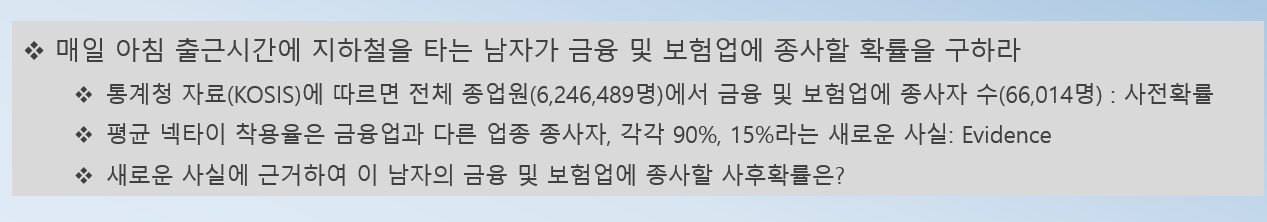 ❖ 매일 아침 출근시간에 지하철을 타는 남자가 금융 및 보험업에 종사할 확률을 구하라
❖ 통계청 자료(KOSIS)에 따르면 전체 종업원(6,246,489명)에서 금융 및 보험업에 종사자 수(66,014명) : 사전확률
❖ 평균 넥타이 착용율은 금융업과 다른 업종 종사자, 각각 90%, 15%라는 새로운 사실: Evidence
❖ 새로운 사실에 근거하여 이 남자의 금융 및 보험업에 종사할 사후확률은?